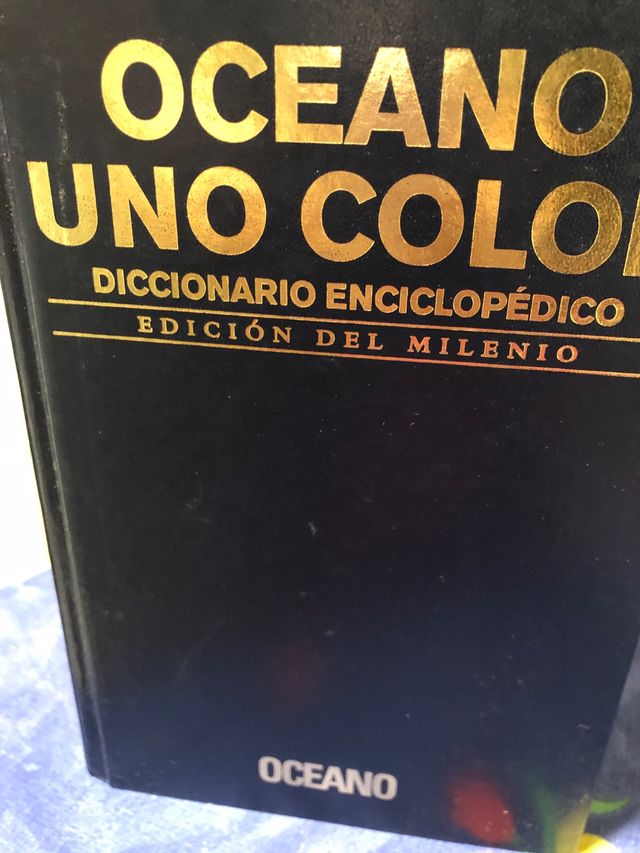 OCEANO
UNO COLO
DICCIONARIO ENCICLOPÉDICO
EDICIÓN DEL MILENIO
OCEANO